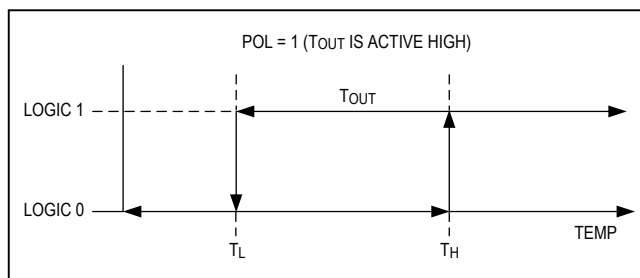 POL = 1 (TOUT IS ACTIVE HIGH)
LOGIC 1
TOUT
LOGIC 0
TEMP
TL
TH